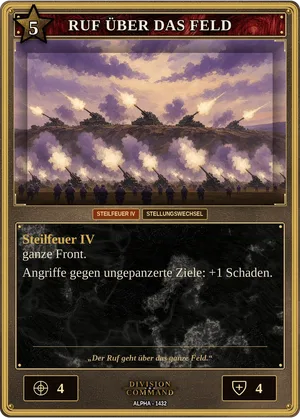 5
RUF ÜBER DAS FELD
STEILFEUER IV
STELLUNGSWECHSEL
Steilfeuer IV
ganze Front.
Angriffe gegen ungepanzerte Ziele: +1 Schaden.
„Der Ruf geht über das ganze Feld.“
4
DIVISION
COMMAND
ALPHA - 1432
4